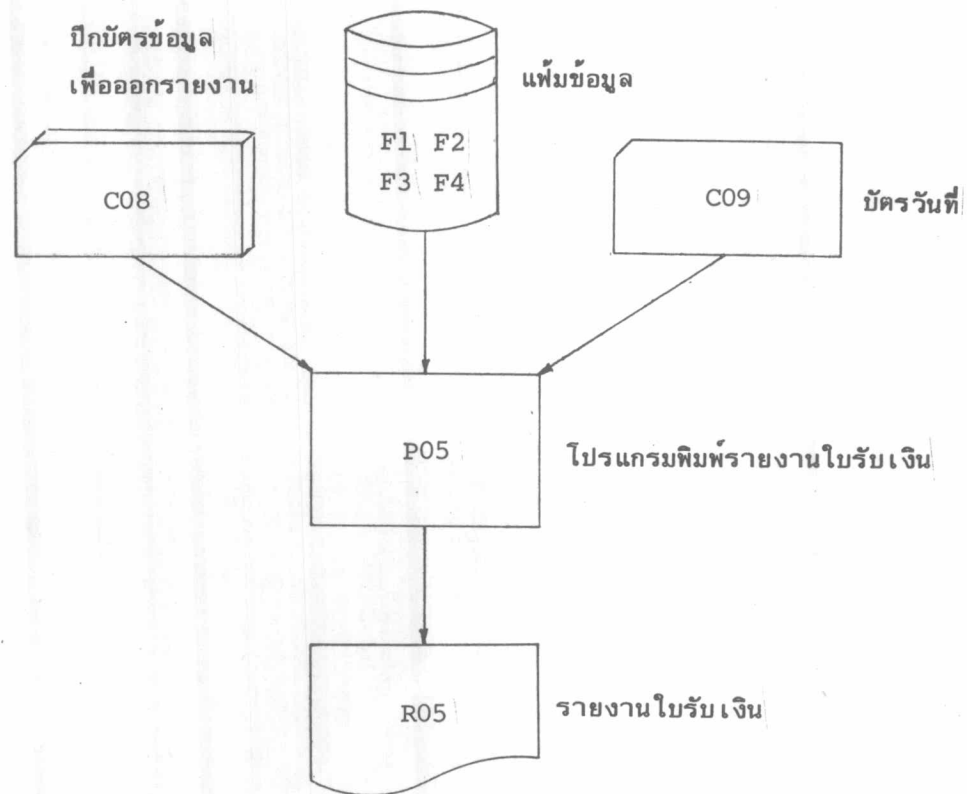 ปึกบัตรข้อมูล
เพื่อออกรายงาน
แฟ้มข้อมูล
F1 F2
F3 F4
C08
C09
บัตรวันที่
P05
โปรแกรมพิมพ์รายงานใบรับเงิน
R05
รายงานใบรับเงิน